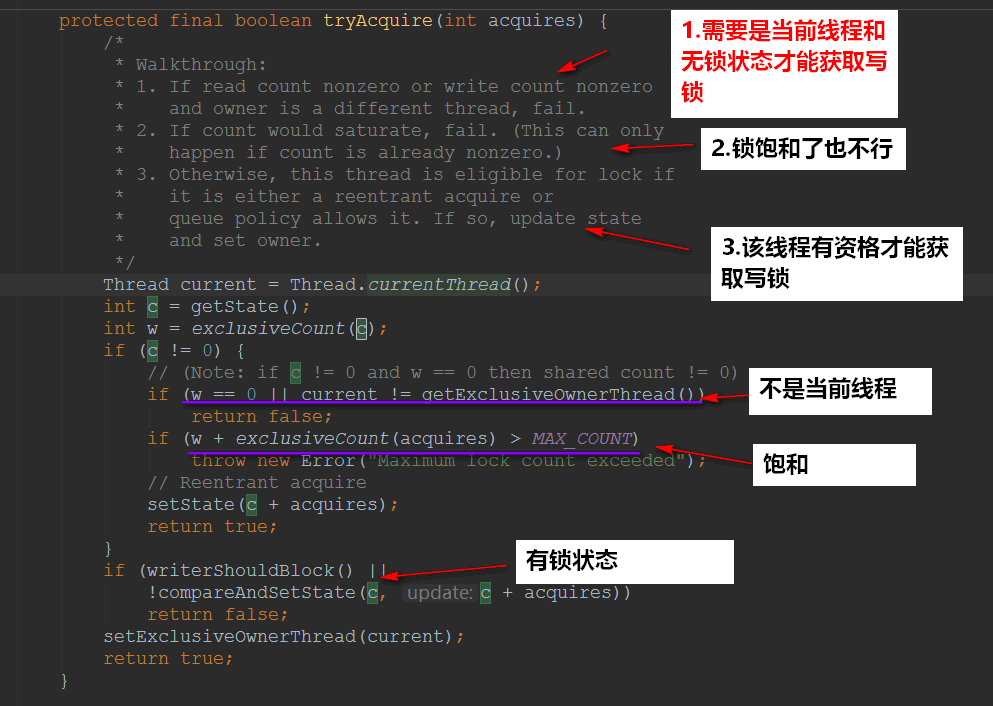 protected final boolean tryAcquire(int acquires) {
/*
* Walkthrough:
* 1. If read count nonzero or write count nonzero
*    and owner is a different thread, fail.
* 2. If count would saturate, fail. (This can only
*    happen if count is already nonzero.)
* 3. Otherwise, this thread is eligible for lock if
*    it is either a reentrant acquire or
*    queue policy allows it. If so, update state
*    and set owner.
*/
1.需要是当前线程和
无锁状态才能获取写
锁
2.锁饱和了也不行
3.该线程有资格才能获
取写锁
Thread current = Thread.currentThread();
int c = getState();
int w = exclusiveCount(c);
if (c != 0) {
// (Note: if c != 0 and w == 0 then shared count != 0)
if (w == 0 || current != getExclusiveOwnerThread())
不是当前线程
return false;
if (w + exclusiveCount(acquires) > MAX_COUNT)
饱和
throw new Error("Maximum lock count exceeded");
// Reentrant acquire
setState(c + acquires);
return true;
}
有锁状态
if (writerShouldBlock() ||
!compareAndSetState(c, update: c + acquires))
return false;
setExclusiveOwnerThread(current);
return true;
}